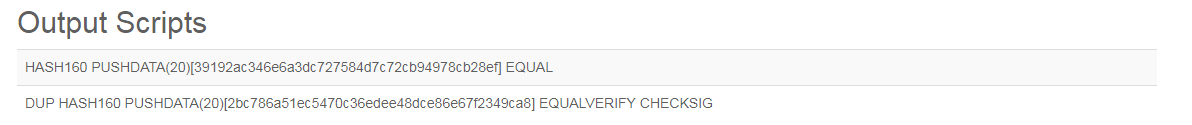 Output Scripts
HASH160 PUSHDATA(20)[39192ac346e6a3dc727584d7c72cb94978cb28ef] EQUAL
DUP HASH160 PUSHDATA(20)[2bc786a51ec5470c36edee48dce86e67f2349ca8] EQUALVERIFY CHECKSIG